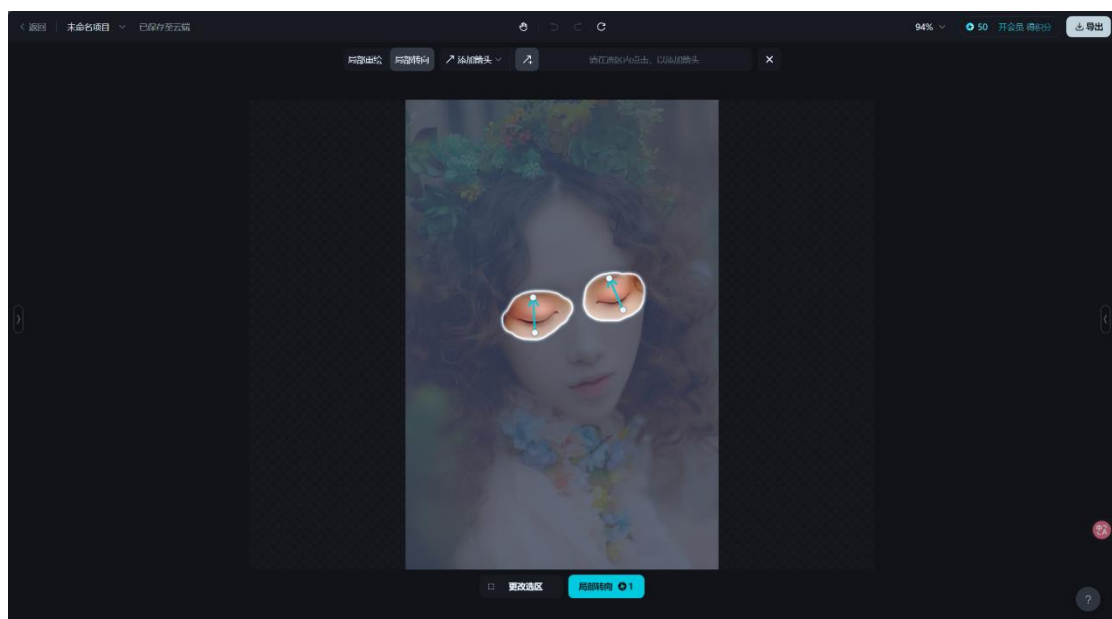 返回 未命名项目 已保存至云端 94% 50 开会员 得积分 导出
局部重绘 局部转向 添加箭头 请在选区内点击，以添加箭头
更改选区 局部转向 1
?